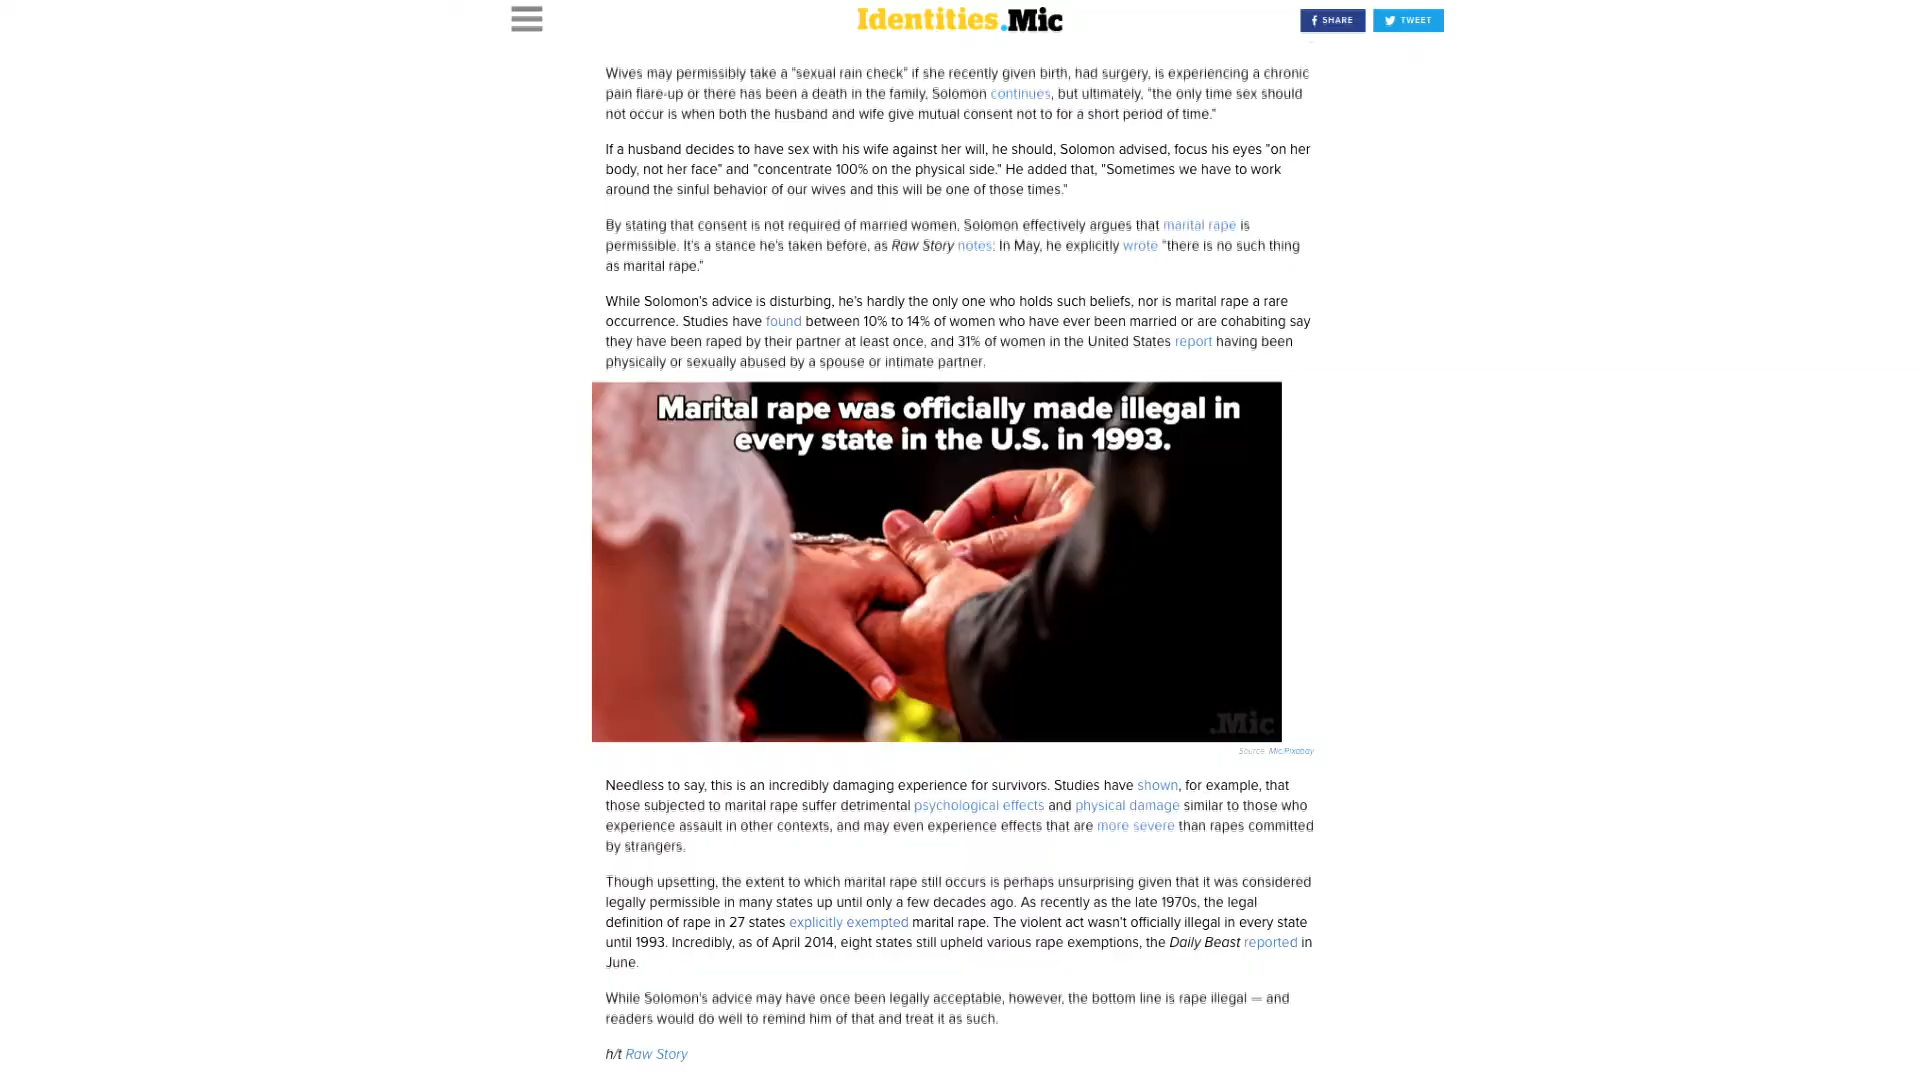 Identities.Mic
SHARE
TWEET
Wives may permissibly take a "sexual rain check" if she recently given birth, had surgery, is experiencing a chronic
pain flare-up or there has been a death in the family, Solomon continues, but ultimately, "the only time sex should
not occur is when both the husband and wife give mutual consent not to for a short period of time."
If a husband decides to have sex with his wife against her will, he should, Solomon advised, focus his eyes "on her
body, not her face" and "concentrate 100% on the physical side." He added that, "Sometimes we have to work
around the sinful behavior of our wives and this will be one of those times."
By stating that consent is not required of married women, Solomon effectively argues that marital rape is
permissible. It's a stance he's taken before, as Raw Story notes: In May, he explicitly wrote "there is no such thing
as marital rape."
While Solomon's advice is disturbing, he's hardly the only one who holds such beliefs, nor is marital rape a rare
occurrence. Studies have found between 10% to 14% of women who have ever been married or are cohabiting say
they have been raped by their partner at least once, and 31% of women in the United States report having been
physically or sexually abused by a spouse or intimate partner.
Marital rape was officially made illegal in
every state in the U.S. in 1993.
.Mic
Source: Mic/Pixabay
Needless to say, this is an incredibly damaging experience for survivors. Studies have shown, for example, that
those subjected to marital rape suffer detrimental psychological effects and physical damage similar to those who
experience assault in other contexts, and may even experience effects that are more severe than rapes committed
by strangers.
Though upsetting, the extent to which marital rape still occurs is perhaps unsurprising given that it was considered
legally permissible in many states up until only a few decades ago. As recently as the late 1970s, the legal
definition of rape in 27 states explicitly exempted marital rape. The violent act wasn't officially illegal in every state
until 1993. Incredibly, as of April 2014, eight states still upheld various rape exemptions, the Daily Beast reported in
June.
While Solomon's advice may have once been legally acceptable, however, the bottom line is rape illegal — and
readers would do well to remind him of that and treat it as such.
h/t Raw Story